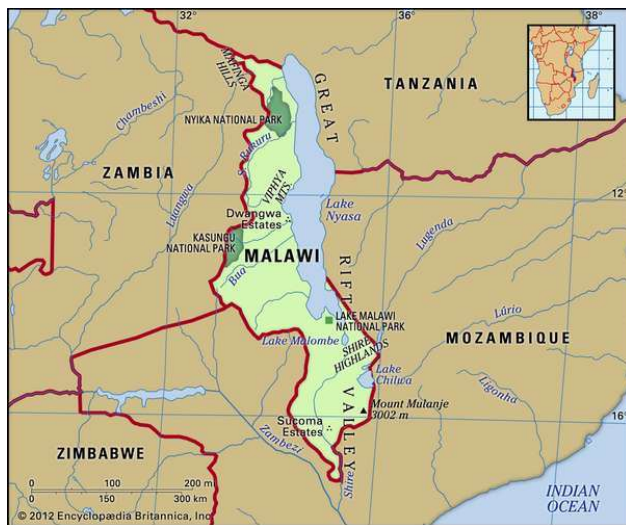 32
36
38
MAFINGA
HILLS
GREAT
TANZANIA
Chambeshi
NYIKA NATIONAL PARK
S. Rukuru
ZAMBIA
Luangwa
VIPHYA
MTS.
12
Lake
Nyasa
Dwangwa
Estates
Lugenda
KASUNGU
NATIONAL PARK
MALAWI
Bua
RIFT
Lúrio
LAKE MALAWI
NATIONAL PARK
Lake Malombe
MOZAMBIQUE
SHIRE
HIGHLANDS
Lake
Chilwa
Ligonha
VALLEY
Mount Mulanje
3002 m
16
Sucoma
Estates
Zambezi
ZIMBABWE
Shire
0 100 200 m
0 100 200 300 km
INDIAN
OCEAN
© 2012 Encyclopædia Britannica, Inc